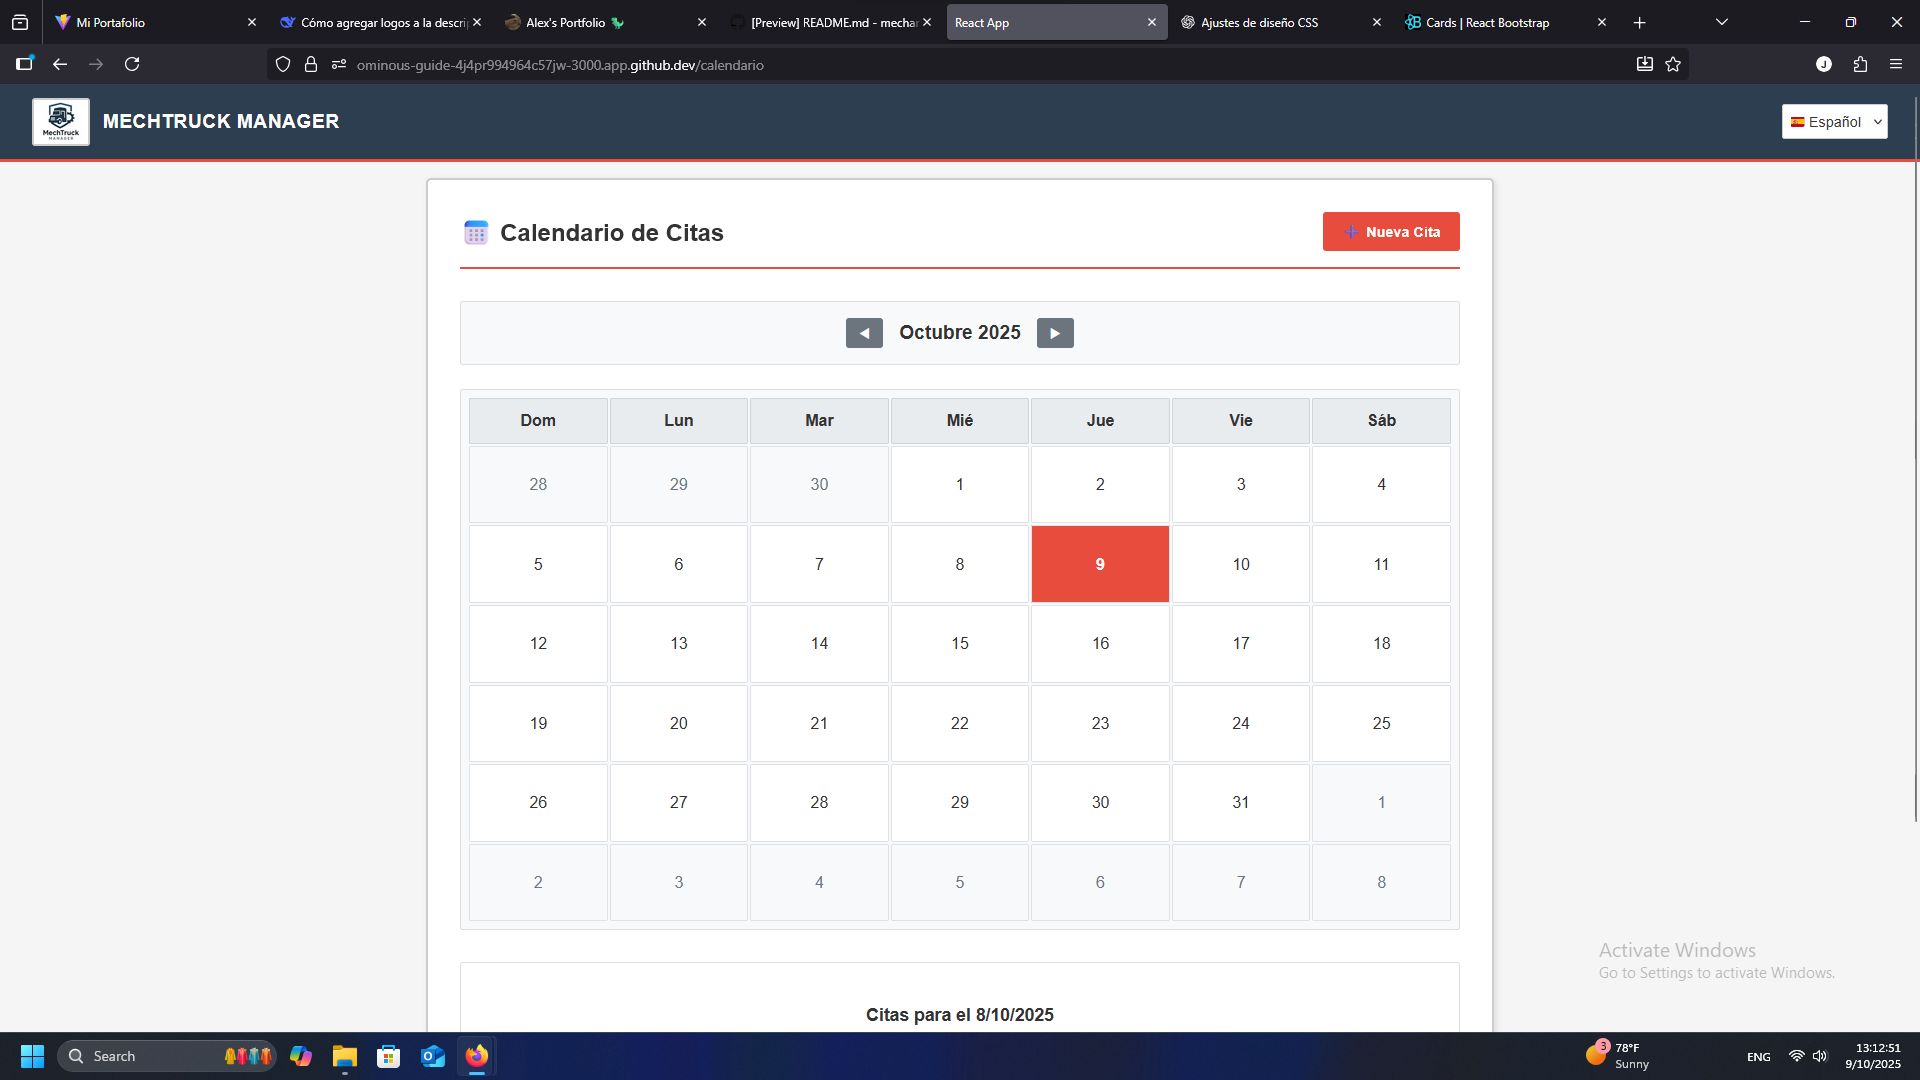 Mi Portafolio
Cómo agregar logos a la descrip
Alex's Portfolio
[Preview] README.md - mechan
React App
Ajustes de diseño CSS
Cards | React Bootstrap
ominous-guide-4j4pr994964c57jw-3000.app.github.dev/calendario
MechTruck
MANAGER
MECHTRUCK MANAGER
Español
Calendario de Citas
Nueva Cita
Octubre 2025
Dom Lun Mar Mié Jue Vie Sáb
28 29 30 1 2 3 4
5 6 7 8 9 10 11
12 13 14 15 16 17 18
19 20 21 22 23 24 25
26 27 28 29 30 31 1
2 3 4 5 6 7 8
Citas para el 8/10/2025
Activate Windows
Go to Settings to activate Windows.
Search
3
78°F
Sunny
ENG
13:12:51
9/10/2025
J